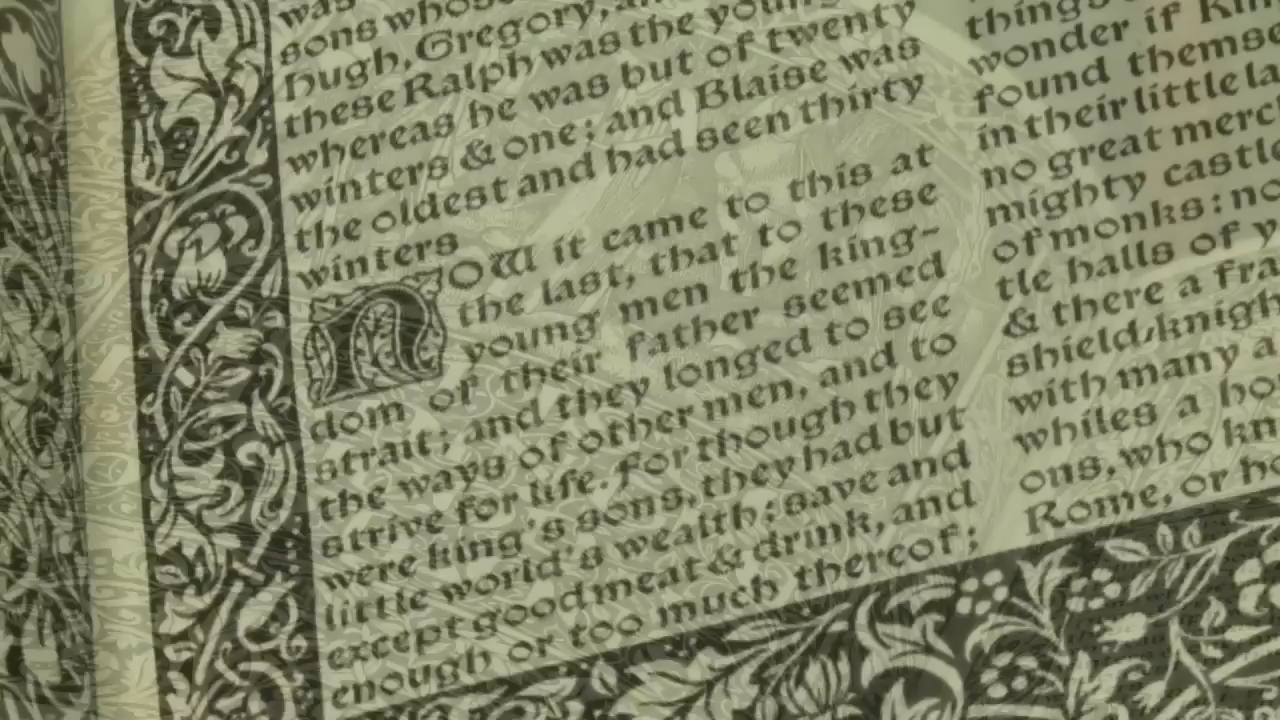 was
sons whose
Hugh, Gregory,
these Ralph was the young
whereas he was but of twenty
winters & one; and Blaise was
the oldest and had seen thirty
winters
NOW it came to this at
the last, that to these
young men the king-
dom of their father seemed
strait; and they longed to see
the ways of other men, and to
strive for life. For though they
were king's sons, they had but
little world's wealth; save and
except good meat & drink, and
enough or too much thereof;
things
wonder if Kin
found themse
in their little la
no great merc
mighty castle
of monks: no
tle halls of y
& there a fra
shield/knigh
with many a
whiles a ho
ons, who kn
Rome, or ho